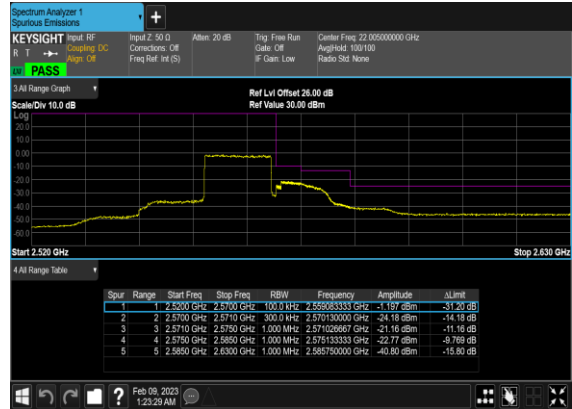 Spectrum Analyzer 1
Spurious Emissions
KEYSIGHT Input: RF Input Z: 50 Ω Atten: 20 dB Trig: Free Run Center Freq: 22.005000000 GHz
R T Coupling: DC Corrections: Off Gate: Off Avg|Hold: 100/100
Align: Off Freq Ref: Int (S) IF Gain: Low Radio Std: None
PASS
3 All Range Graph
Ref Lvl Offset 26.00 dB
Scale/Div 10.0 dB Ref Value 30.00 dBm
Log
20.0
10.0
0.00
-10.0
-20.0
-30.0
-40.0
-50.0
-60.0
Start 2.520 GHz Stop 2.630 GHz
4 All Range Table
Spur Range Start Freq Stop Freq RBW Frequency Amplitude ΔLimit
1 1 2.5200 GHz 2.5700 GHz 100.0 kHz 2.559083333 GHz -1.197 dBm -31.20 dB
2 2 2.5700 GHz 2.5710 GHz 300.0 kHz 2.570130000 GHz -24.18 dBm -14.18 dB
3 3 2.5710 GHz 2.5750 GHz 1.000 MHz 2.571026667 GHz -21.16 dBm -11.16 dB
4 4 2.5750 GHz 2.5850 GHz 1.000 MHz 2.575133333 GHz -22.77 dBm -9.769 dB
5 5 2.5850 GHz 2.6300 GHz 1.000 MHz 2.585750000 GHz -40.80 dBm -15.80 dB
Feb 09, 2023
1:23:29 AM